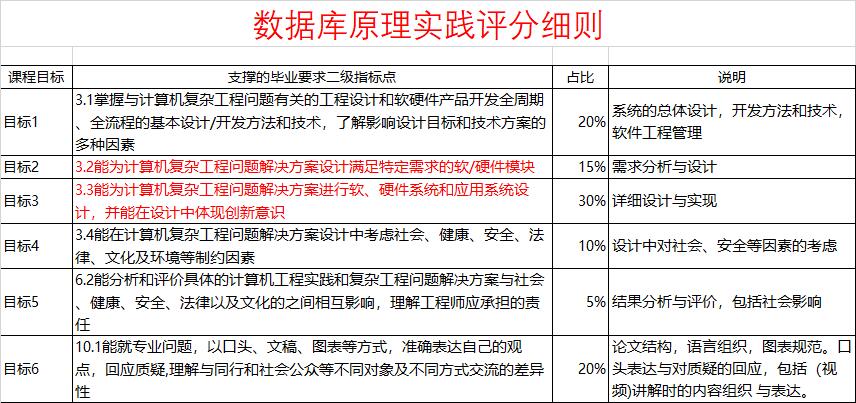 数据库原理实践评分细则
课程目标 支撑的毕业要求二级指标点 占比 说明
目标1 3.1掌握与计算机复杂工程问题有关的工程设计和软硬件产品开发全周期
、全流程的基本设计/开发方法和技术，了解影响设计目标和技术方案的
多种因素 20% 系统的总体设计，开发方法和技术，
软件工程管理
目标2 3.2能为计算机复杂工程问题解决方案设计满足特定需求的软/硬件模块 15% 需求分析与设计
目标3 3.3能为计算机复杂工程问题解决方案进行软、硬件系统和应用系统设
计，并能在设计中体现创新意识 30% 详细设计与实现
目标4 3.4能在计算机复杂工程问题解决方案设计中考虑社会、健康、安全、法
律、文化及环境等制约因素 10% 设计中对社会、安全等因素的考虑
目标5 6.2能分析和评价具体的计算机工程实践和复杂工程问题解决方案与社会
、健康、安全、法律以及文化的之间相互影响，理解工程师应承担的责
任 5% 结果分析与评价，包括社会影响
目标6 10.1能就专业问题，以口头、文稿、图表等方式，准确表达自己的观
点，回应质疑,理解与同行和社会公众等不同对象及不同方式交流的差异
性 20% 论文结构，语言组织，图表规范。口
头表达与对质疑的回应，包括（视
频)讲解时的内容组织 与表达。